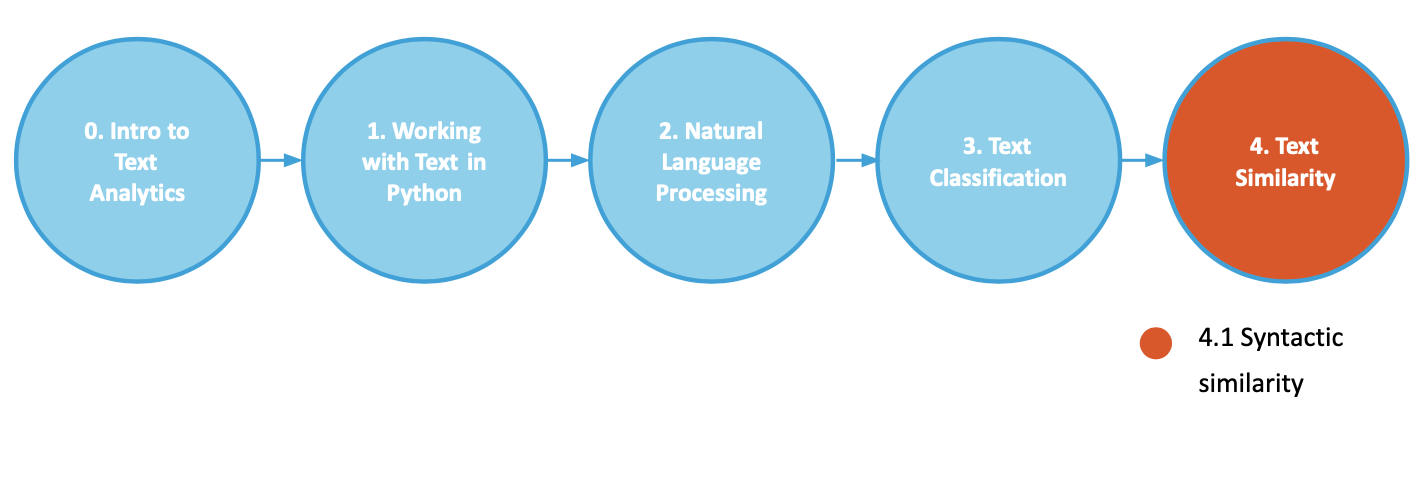 0. Intro to
Text
Analytics
1. Working
with Text in
Python
2. Natural
Language
Processing
3. Text
Classification
4. Text
Similarity
4.1 Syntactic
similarity